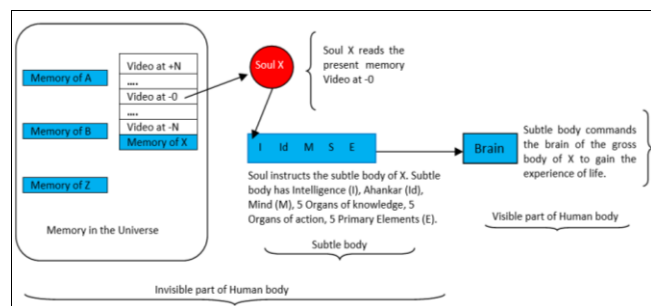 Memory of A
Memory of B
Memory of Z
Video at +N
....
Video at -0
....
Video at -N
Memory of X
Memory in the Universe
Soul X
Soul X reads the
present memory
Video at -0
I Id M S E
Soul instructs the subtle body of X. Subtle
body has Intelligence (I), Ahankar (Id),
Mind (M), 5 Organs of knowledge, 5
Organs of action, 5 Primary Elements (E).
Subtle body
Brain
Subtle body commands
the brain of the gross
body of X to gain the
experience of life.
Visible part of Human body
Invisible part of Human body